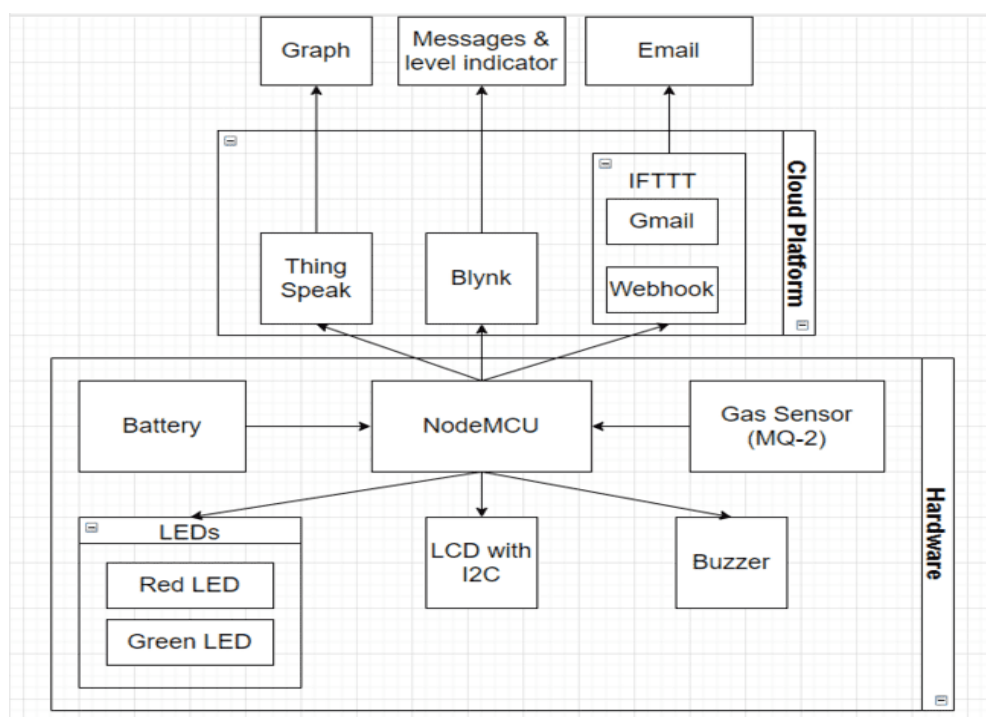 Graph
Messages &
level indicator
Email
Cloud Platform
IFTTT
Gmail
Webhook
Thing
Speak
Blynk
Hardware
Battery
NodeMCU
Gas Sensor
(MQ-2)
LEDs
Red LED
Green LED
LCD with
I2C
Buzzer